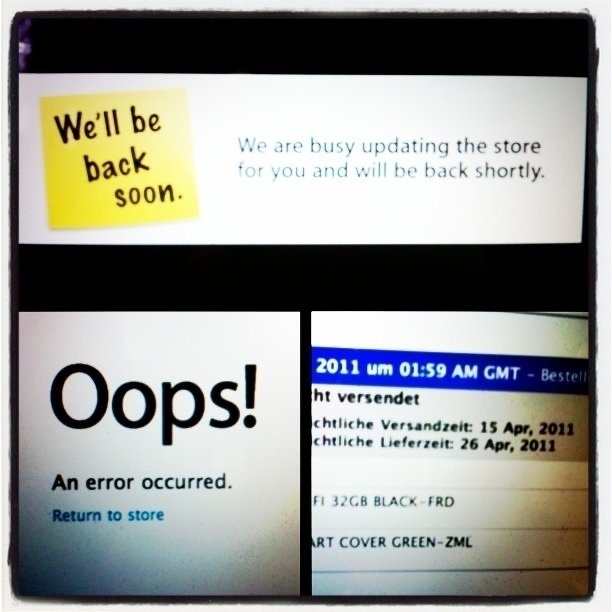 We'll be
back
soon.
We are busy updating the store
for you and will be back shortly.
Oops!
An error occurred.
Return to store
2011 um 01:59 AM GMT – Bestell
ht versendet
chtliche Versandzeit: 15 Apr, 2011
chtliche Lieferzeit: 26 Apr, 2011
FI 32GB BLACK-FRD
ART COVER GREEN-ZML